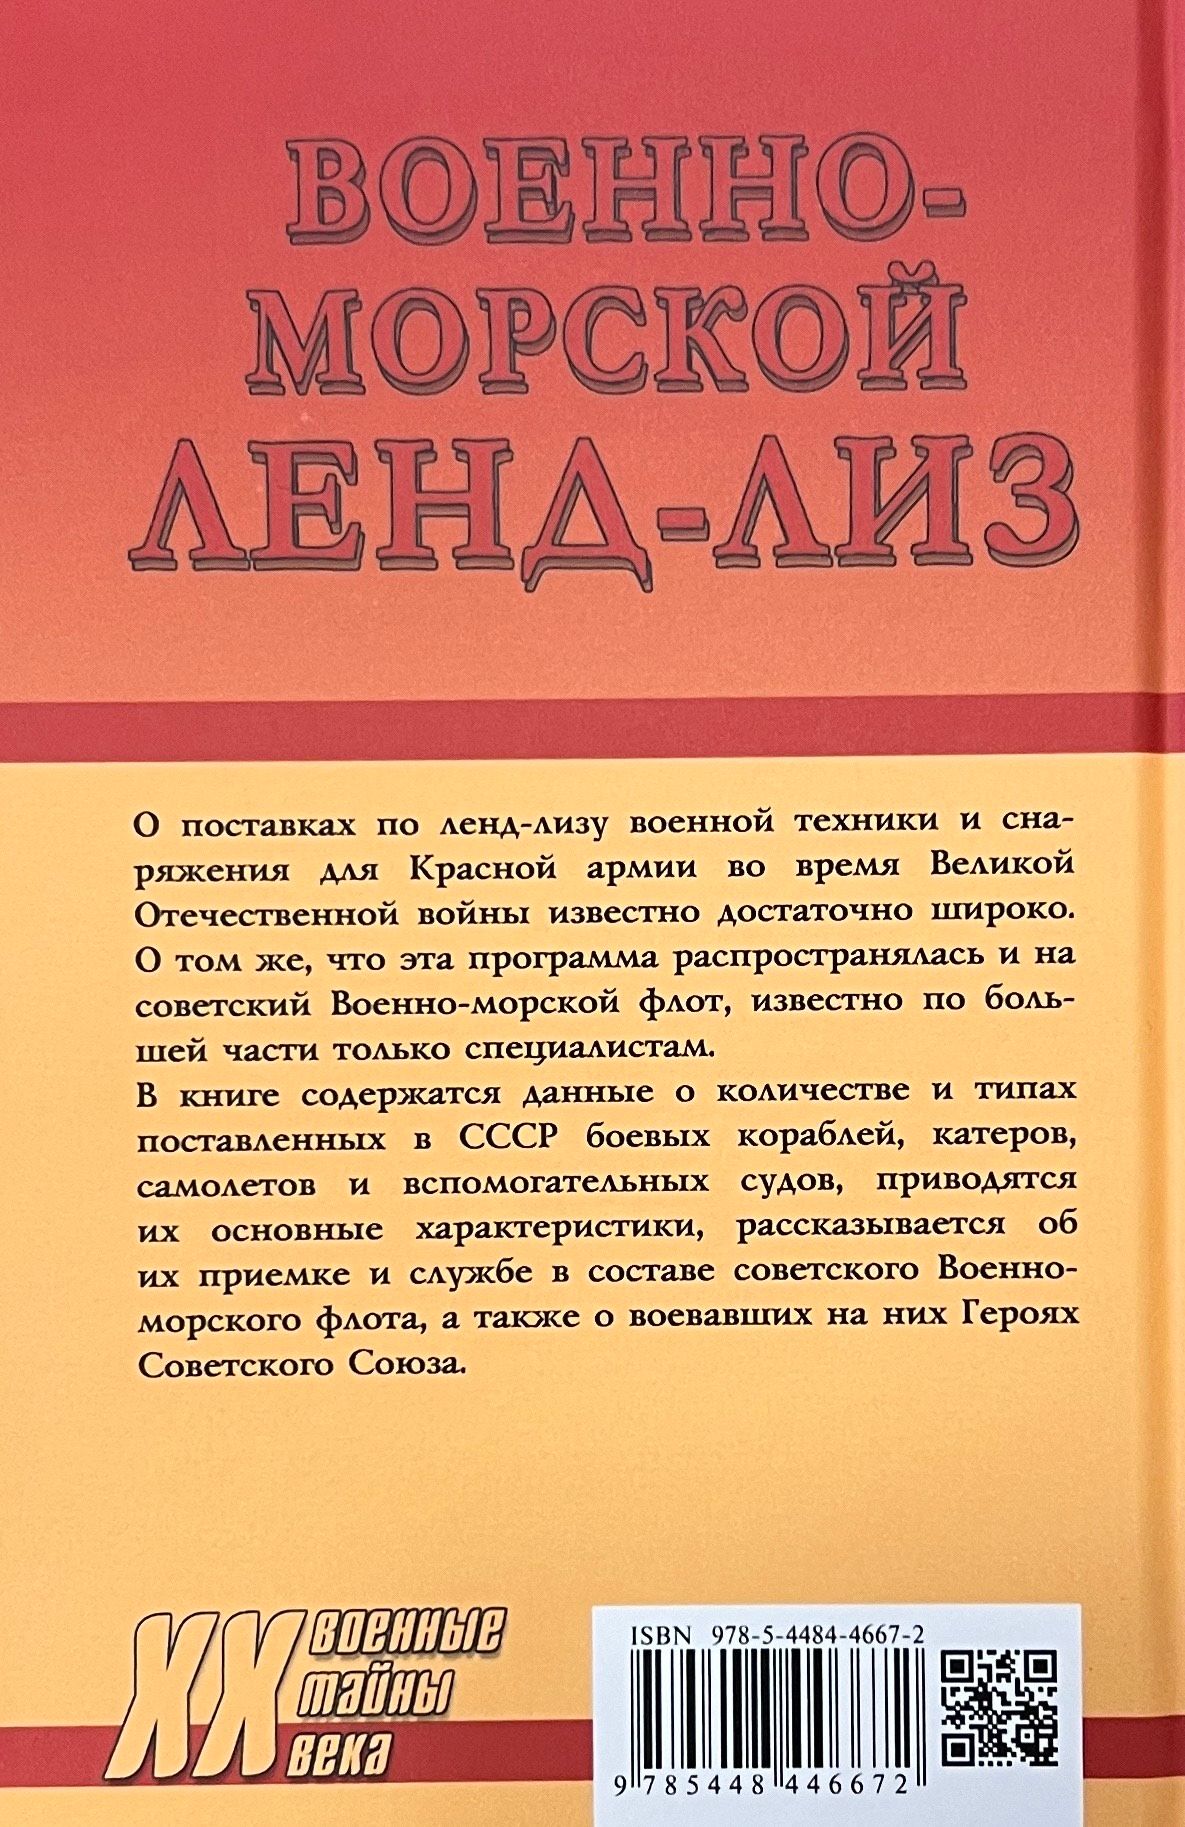 ВОЕННО-
МОРСКОЙ
ЛЕНД-ЛИЗ
О поставках по ленд-лизу военной техники и сна-
ряжения для Красной армии во время Великой
Отечественной войны известно достаточно широко.
О том же, что эта программа распространялась и на
советский Военно-морской флот, известно по боль-
шей части только специалистам.
В книге содержатся данные о количестве и типах
поставленных в СССР боевых кораблей, катеров,
самолетов и вспомогательных судов, приводятся
их основные характеристики, рассказывается об
их приемке и службе в составе советского Военно-
морского флота, а также о воевавших на них Героях
Советского Союза.
XX ВОЕННЫЕ
ТАЙНЫ
ВЕКА
ISBN 978-5-4484-4667-2
9 785448 446672